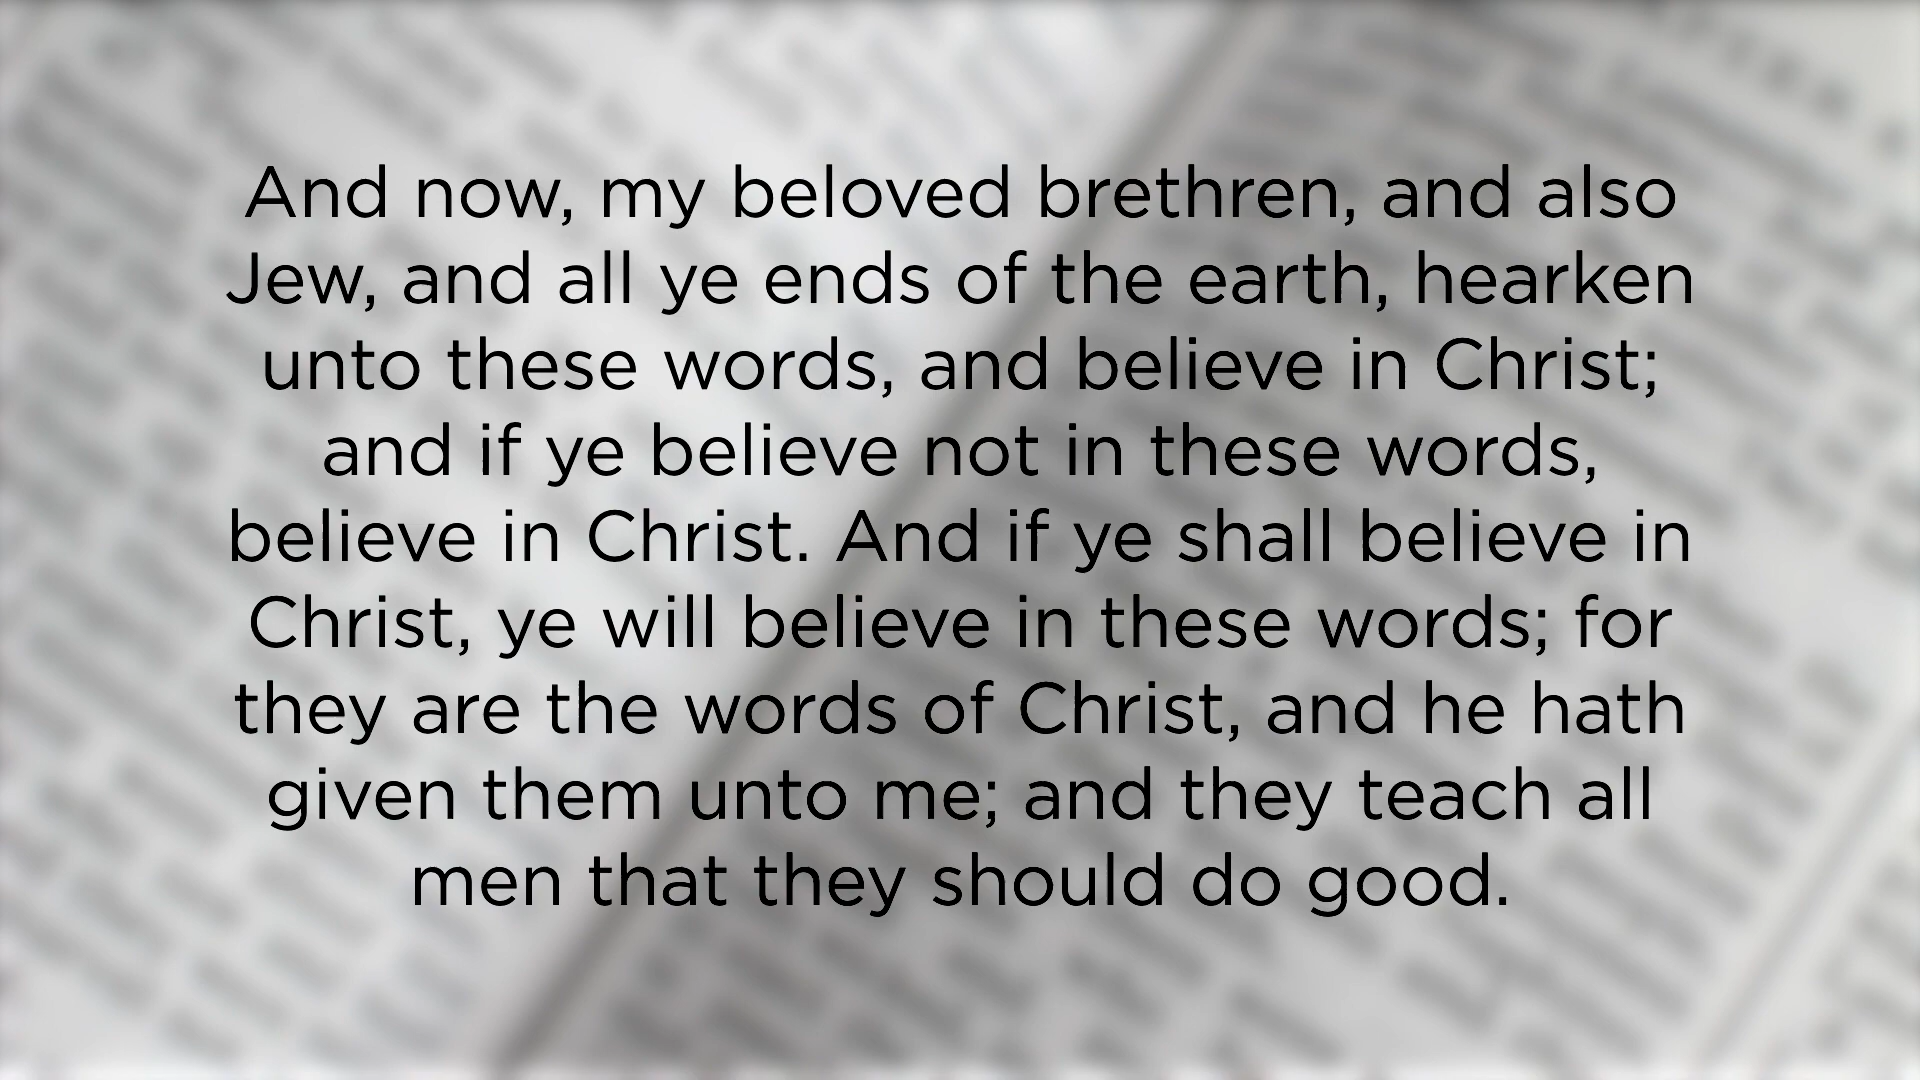 And now, my beloved brethren, and also
Jew, and all ye ends of the earth, hearken
unto these words, and believe in Christ;
and if ye believe not in these words,
believe in Christ. And if ye shall believe in
Christ, ye will believe in these words; for
they are the words of Christ, and he hath
given them unto me; and they teach all
men that they should do good.